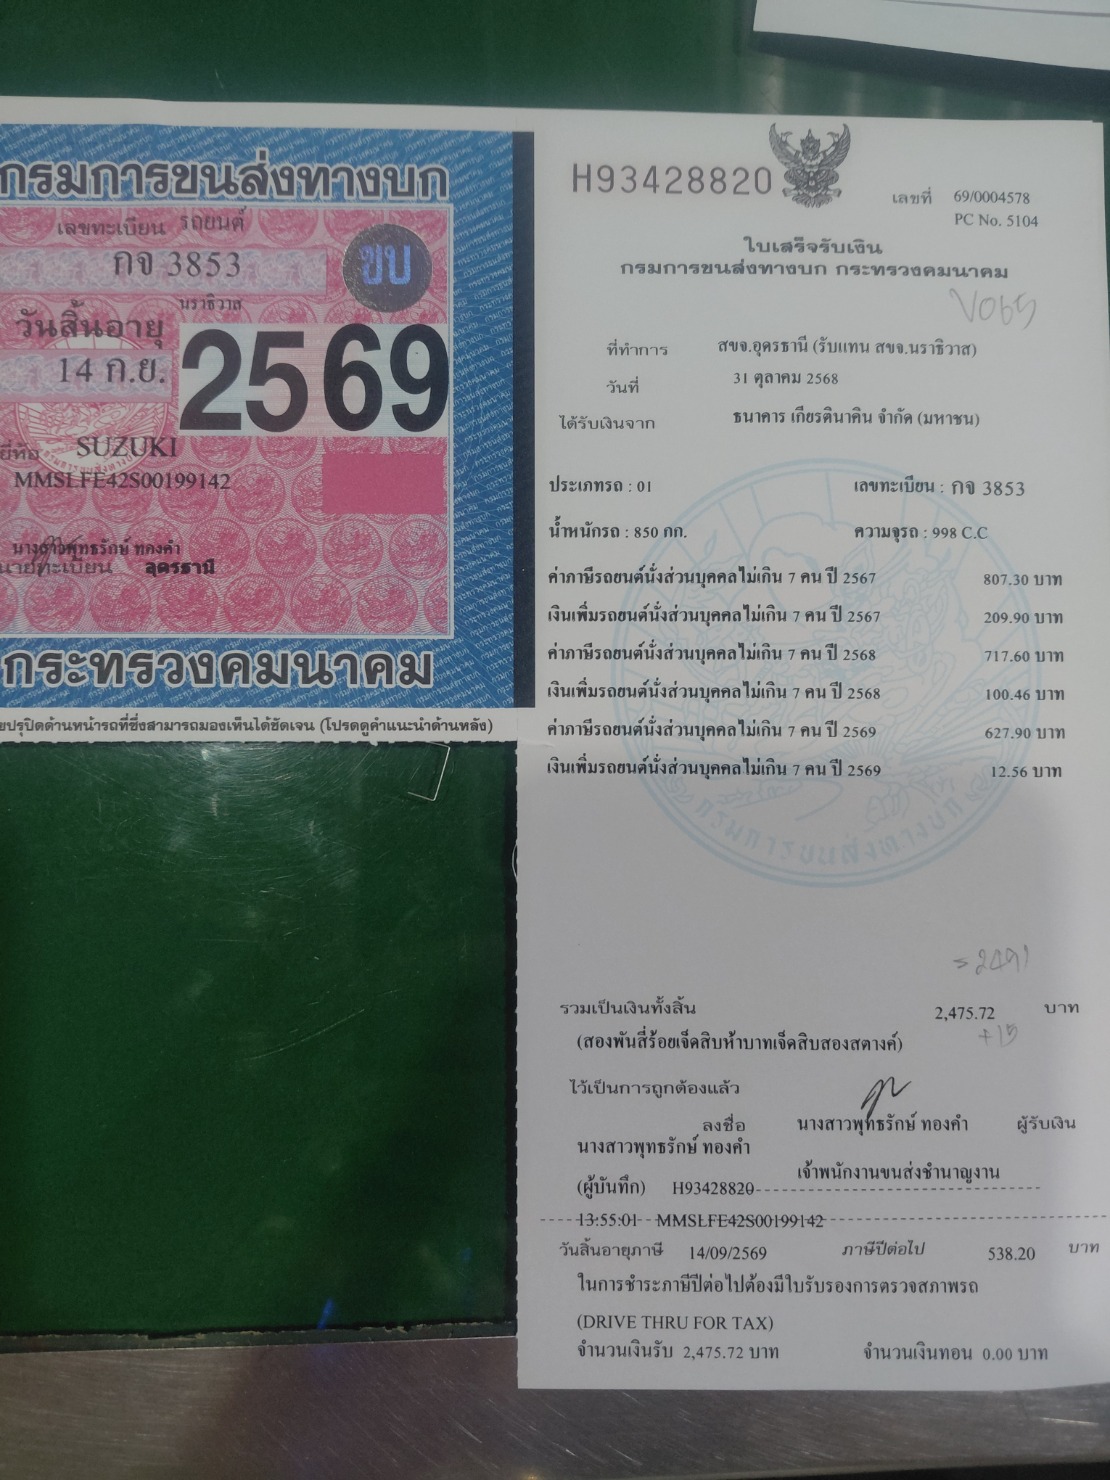 กรมการขนส่งทางบก
เลขทะเบียน รถยนต์
กจ 3853
ขบ
นราธิวาส
วันสิ้นอายุ
14 ก.ย. 2569
ยี่ห้อ SUZUKI
MMSLFE42S00199142
นางสาวพุทธรักษ์ ทองคำ
นายทะเบียน อุดรธานี
กระทรวงคมนาคม
ยปรุปิดด้านหน้ารถที่ซึ่งสามารถมองเห็นได้ชัดเจน (โปรดดูคำแนะนำด้านหลัง)
H93428820
เลขที่ 69/0004578
PC No. 5104
ใบเสร็จรับเงิน
กรมการขนส่งทางบก กระทรวงคมนาคม
ที่ทำการ สขจ.อุดรธานี (รับแทน สขจ.นราธิวาส)
วันที่ 31 ตุลาคม 2568
ได้รับเงินจาก ธนาคาร เกียรตินาคิน จำกัด (มหาชน)
ประเภทรถ : 01 เลขทะเบียน : กจ 3853
น้ำหนักรถ : 850 กก. ความจุรถ : 998 C.C
ค่าภาษีรถยนต์นั่งส่วนบุคคลไม่เกิน 7 คน ปี 2567 807.30 บาท
เงินเพิ่มรถยนต์นั่งส่วนบุคคลไม่เกิน 7 คน ปี 2567 209.90 บาท
ค่าภาษีรถยนต์นั่งส่วนบุคคลไม่เกิน 7 คน ปี 2568 717.60 บาท
เงินเพิ่มรถยนต์นั่งส่วนบุคคลไม่เกิน 7 คน ปี 2568 100.46 บาท
ค่าภาษีรถยนต์นั่งส่วนบุคคลไม่เกิน 7 คน ปี 2569 627.90 บาท
เงินเพิ่มรถยนต์นั่งส่วนบุคคลไม่เกิน 7 คน ปี 2569 12.56 บาท
กรมการขนส่งทางบก
= 2491
รวมเป็นเงินทั้งสิ้น 2,475.72 บาท
+15
(สองพันสี่ร้อยเจ็ดสิบห้าบาทเจ็ดสิบสองสตางค์)
ไว้เป็นการถูกต้องแล้ว
ลงชื่อ นางสาวพุทธรักษ์ ทองคำ ผู้รับเงิน
นางสาวพุทธรักษ์ ทองคำ
เจ้าพนักงานขนส่งชำนาญงาน
(ผู้บันทึก) H93428820
13:55:01 MMSLFE42S00199142
วันสิ้นอายุภาษี 14/09/2569 ภาษีปีต่อไป 538.20 บาท
ในการชำระภาษีปีต่อไปต้องมีใบรับรองการตรวจสภาพรถ
(DRIVE THRU FOR TAX)
จำนวนเงินรับ 2,475.72 บาท จำนวนเงินทอน 0.00 บาท